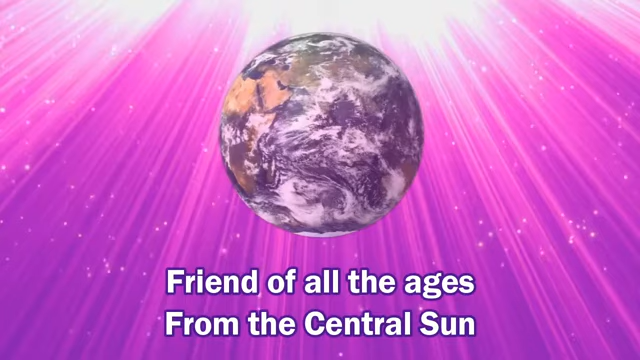 Friend of all the ages
From the Central Sun